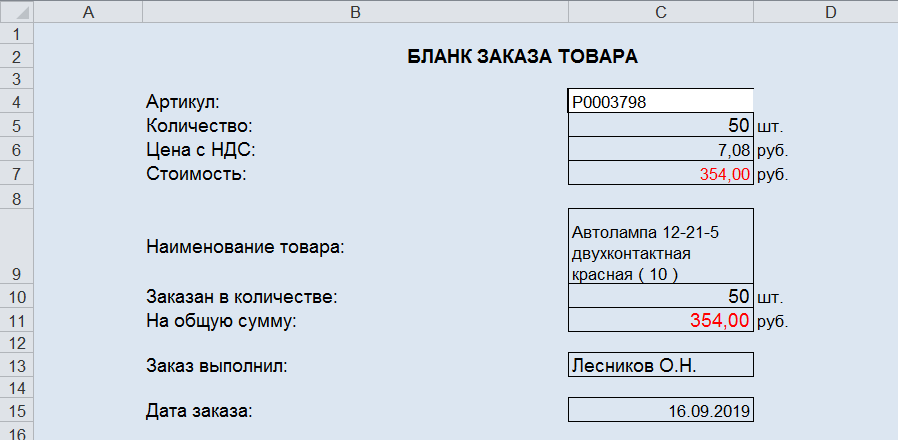 A B C D
1
2 БЛАНК ЗАКАЗА ТОВАРА
3
4 Артикул: P0003798
5 Количество: 50 шт.
6 Цена с НДС: 7,08 руб.
7 Стоимость: 354,00 руб.
8
Автолампа 12-21-5
двухконтактная
9 Наименование товара: красная ( 10 )
10 Заказан в количестве: 50 шт.
11 На общую сумму: 354,00 руб.
12
13 Заказ выполнил: Лесников О.Н.
14
15 Дата заказа: 16.09.2019
16